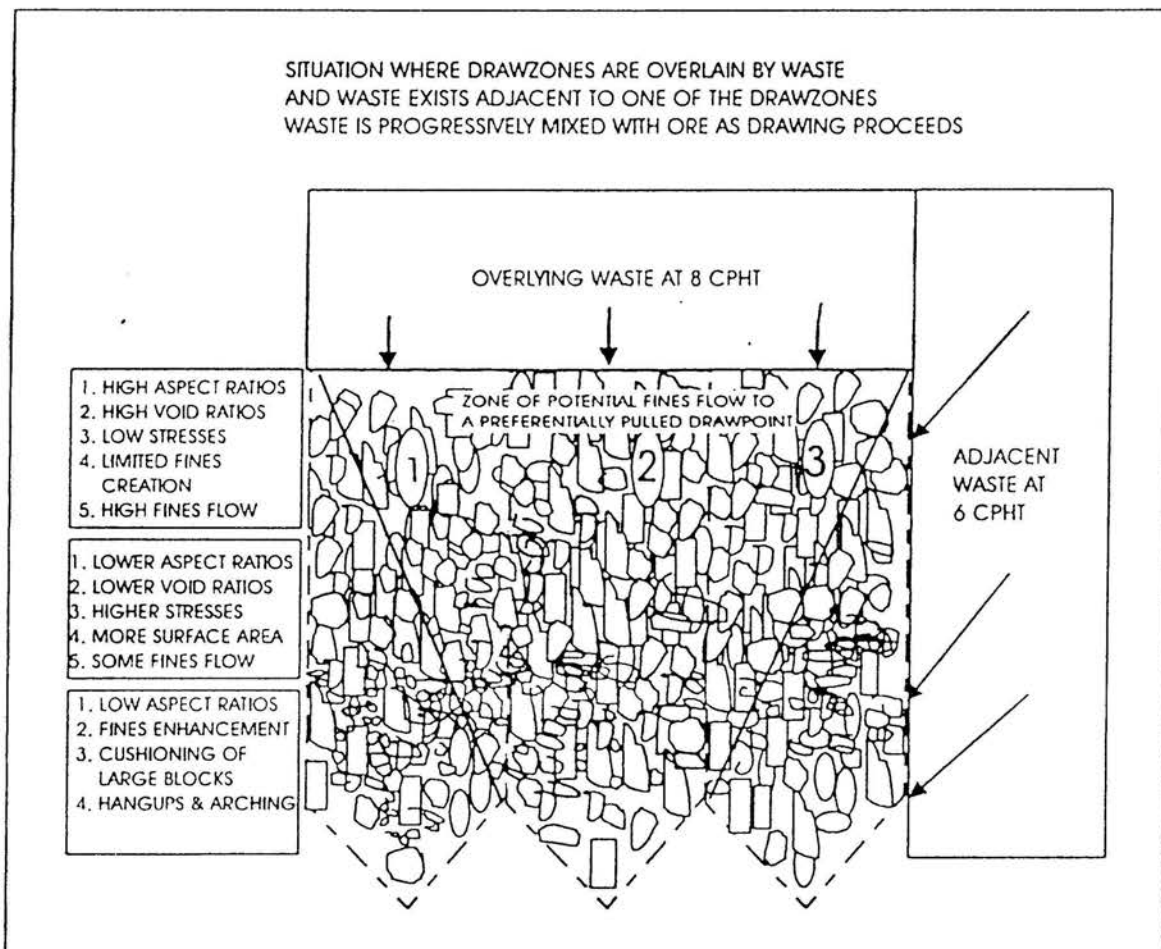 SITUATION WHERE DRAWZONES ARE OVERLAIN BY WASTE
AND WASTE EXISTS ADJACENT TO ONE OF THE DRAWZONES
WASTE IS PROGRESSIVELY MIXED WITH ORE AS DRAWING PROCEEDS
OVERLYING WASTE AT 8 CPHT
1. HIGH ASPECT RATIOS
2. HIGH VOID RATIOS
3. LOW STRESSES
4. LIMITED FINES
CREATION
5. HIGH FINES FLOW
ZONE OF POTENTIAL FINES FLOW TO
A PREFERENTIALLY PULLED DRAWPOINT
1
2
3
ADJACENT
WASTE AT
6 CPHT
1. LOWER ASPECT RATIOS
2. LOWER VOID RATIOS
3. HIGHER STRESSES
4. MORE SURFACE AREA
5. SOME FINES FLOW
1. LOW ASPECT RATIOS
2. FINES ENHANCEMENT
3. CUSHIONING OF
LARGE BLOCKS
4. HANGUPS & ARCHING